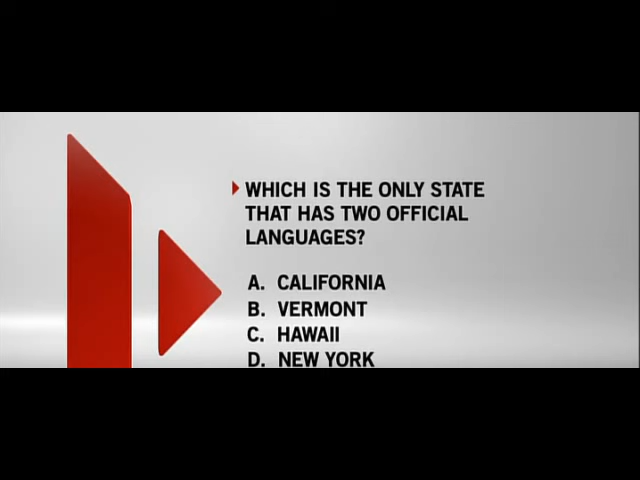 WHICH IS THE ONLY STATE
THAT HAS TWO OFFICIAL
LANGUAGES?
A. CALIFORNIA
B. VERMONT
C. HAWAII
D. NEW YORK